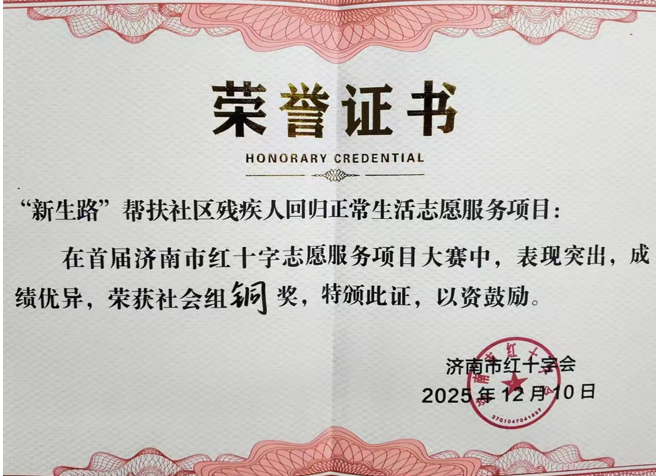 荣誉证书
HONORARY CREDENTIAL
“新生路”帮扶社区残疾人回归正常生活志愿服务项目：
在首届济南市红十字志愿服务项目大赛中，表现突出，成
绩优异，荣获社会组铜奖，特颁此证，以资鼓励。
济南市红十字会
2025年12月10日